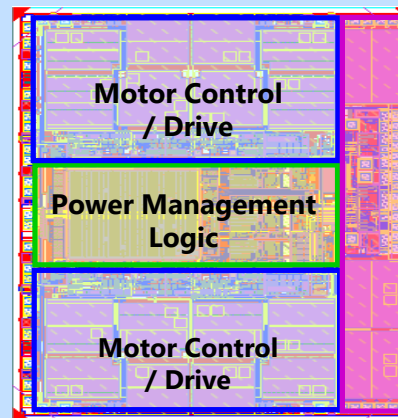 Motor Control
/ Drive
Power Management
Logic
Motor Control
/ Drive